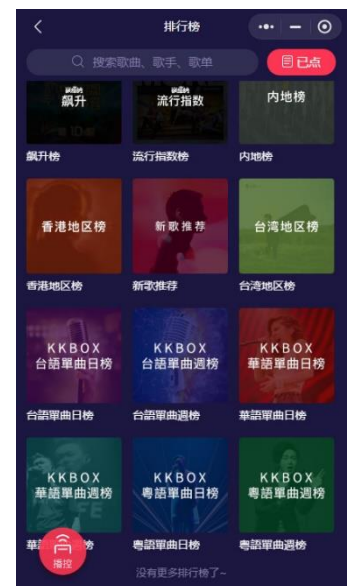 排行榜
搜索歌曲、歌手、歌单
已点
飆升
流行指数
内地榜
飆升榜
流行指数榜
内地榜
香港地区榜
新歌推荐
台湾地区榜
香港地区榜
新歌推荐
台湾地区榜
KKBOX
台語單曲日榜
KKBOX
台語單曲週榜
KKBOX
華語單曲日榜
台語單曲日榜
台語單曲週榜
華語單曲日榜
KKBOX
華語單曲週榜
KKBOX
粵語單曲日榜
KKBOX
粵語單曲週榜
播控
粵語單曲日榜
粵語單曲週榜
没有更多排行榜了~